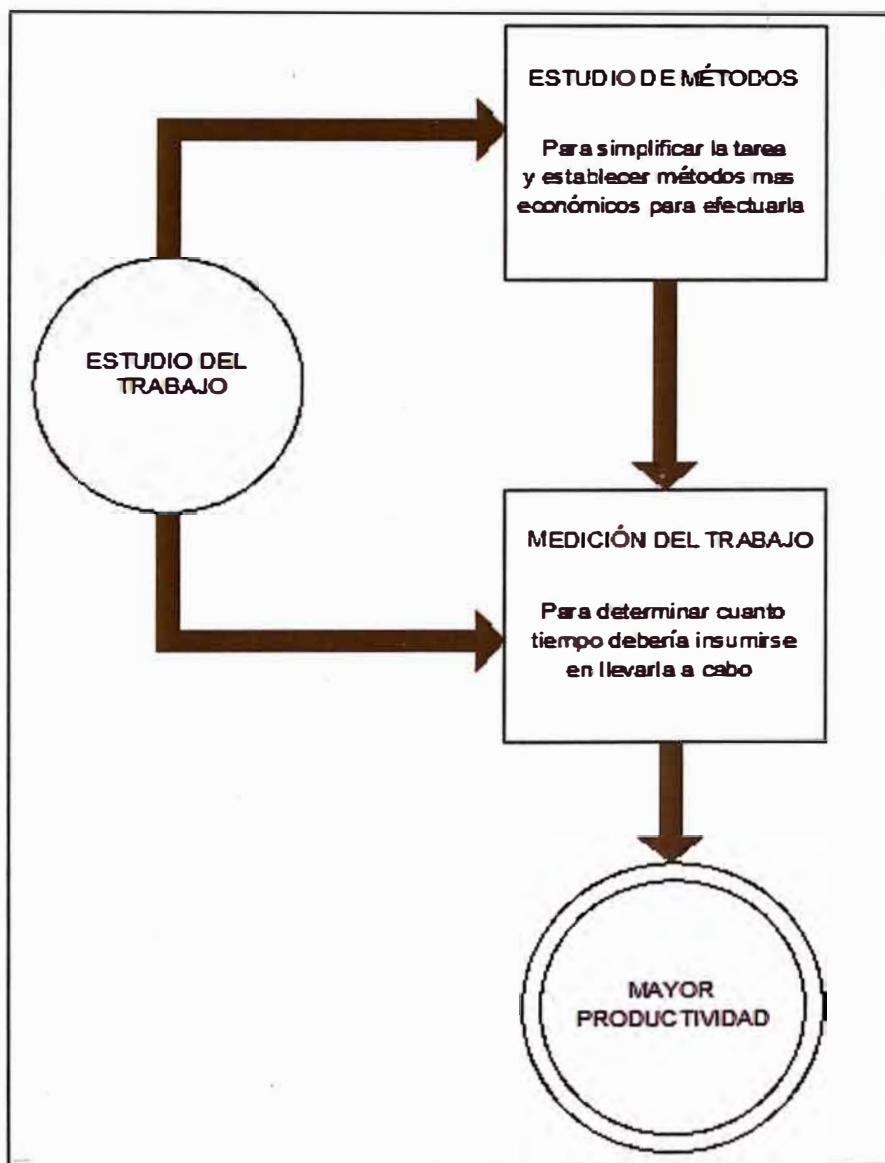 ESTUDIO DE MÉTODOS
Para simplificar la tarea
y establecer métodos mas
económicos para efectuarla
ESTUDIO DEL
TRABAJO
MEDICIÓN DEL TRABAJO
Para determinar cuanto
tiempo debería insumirse
en llevarla a cabo
MAYOR
PRODUCTIVIDAD